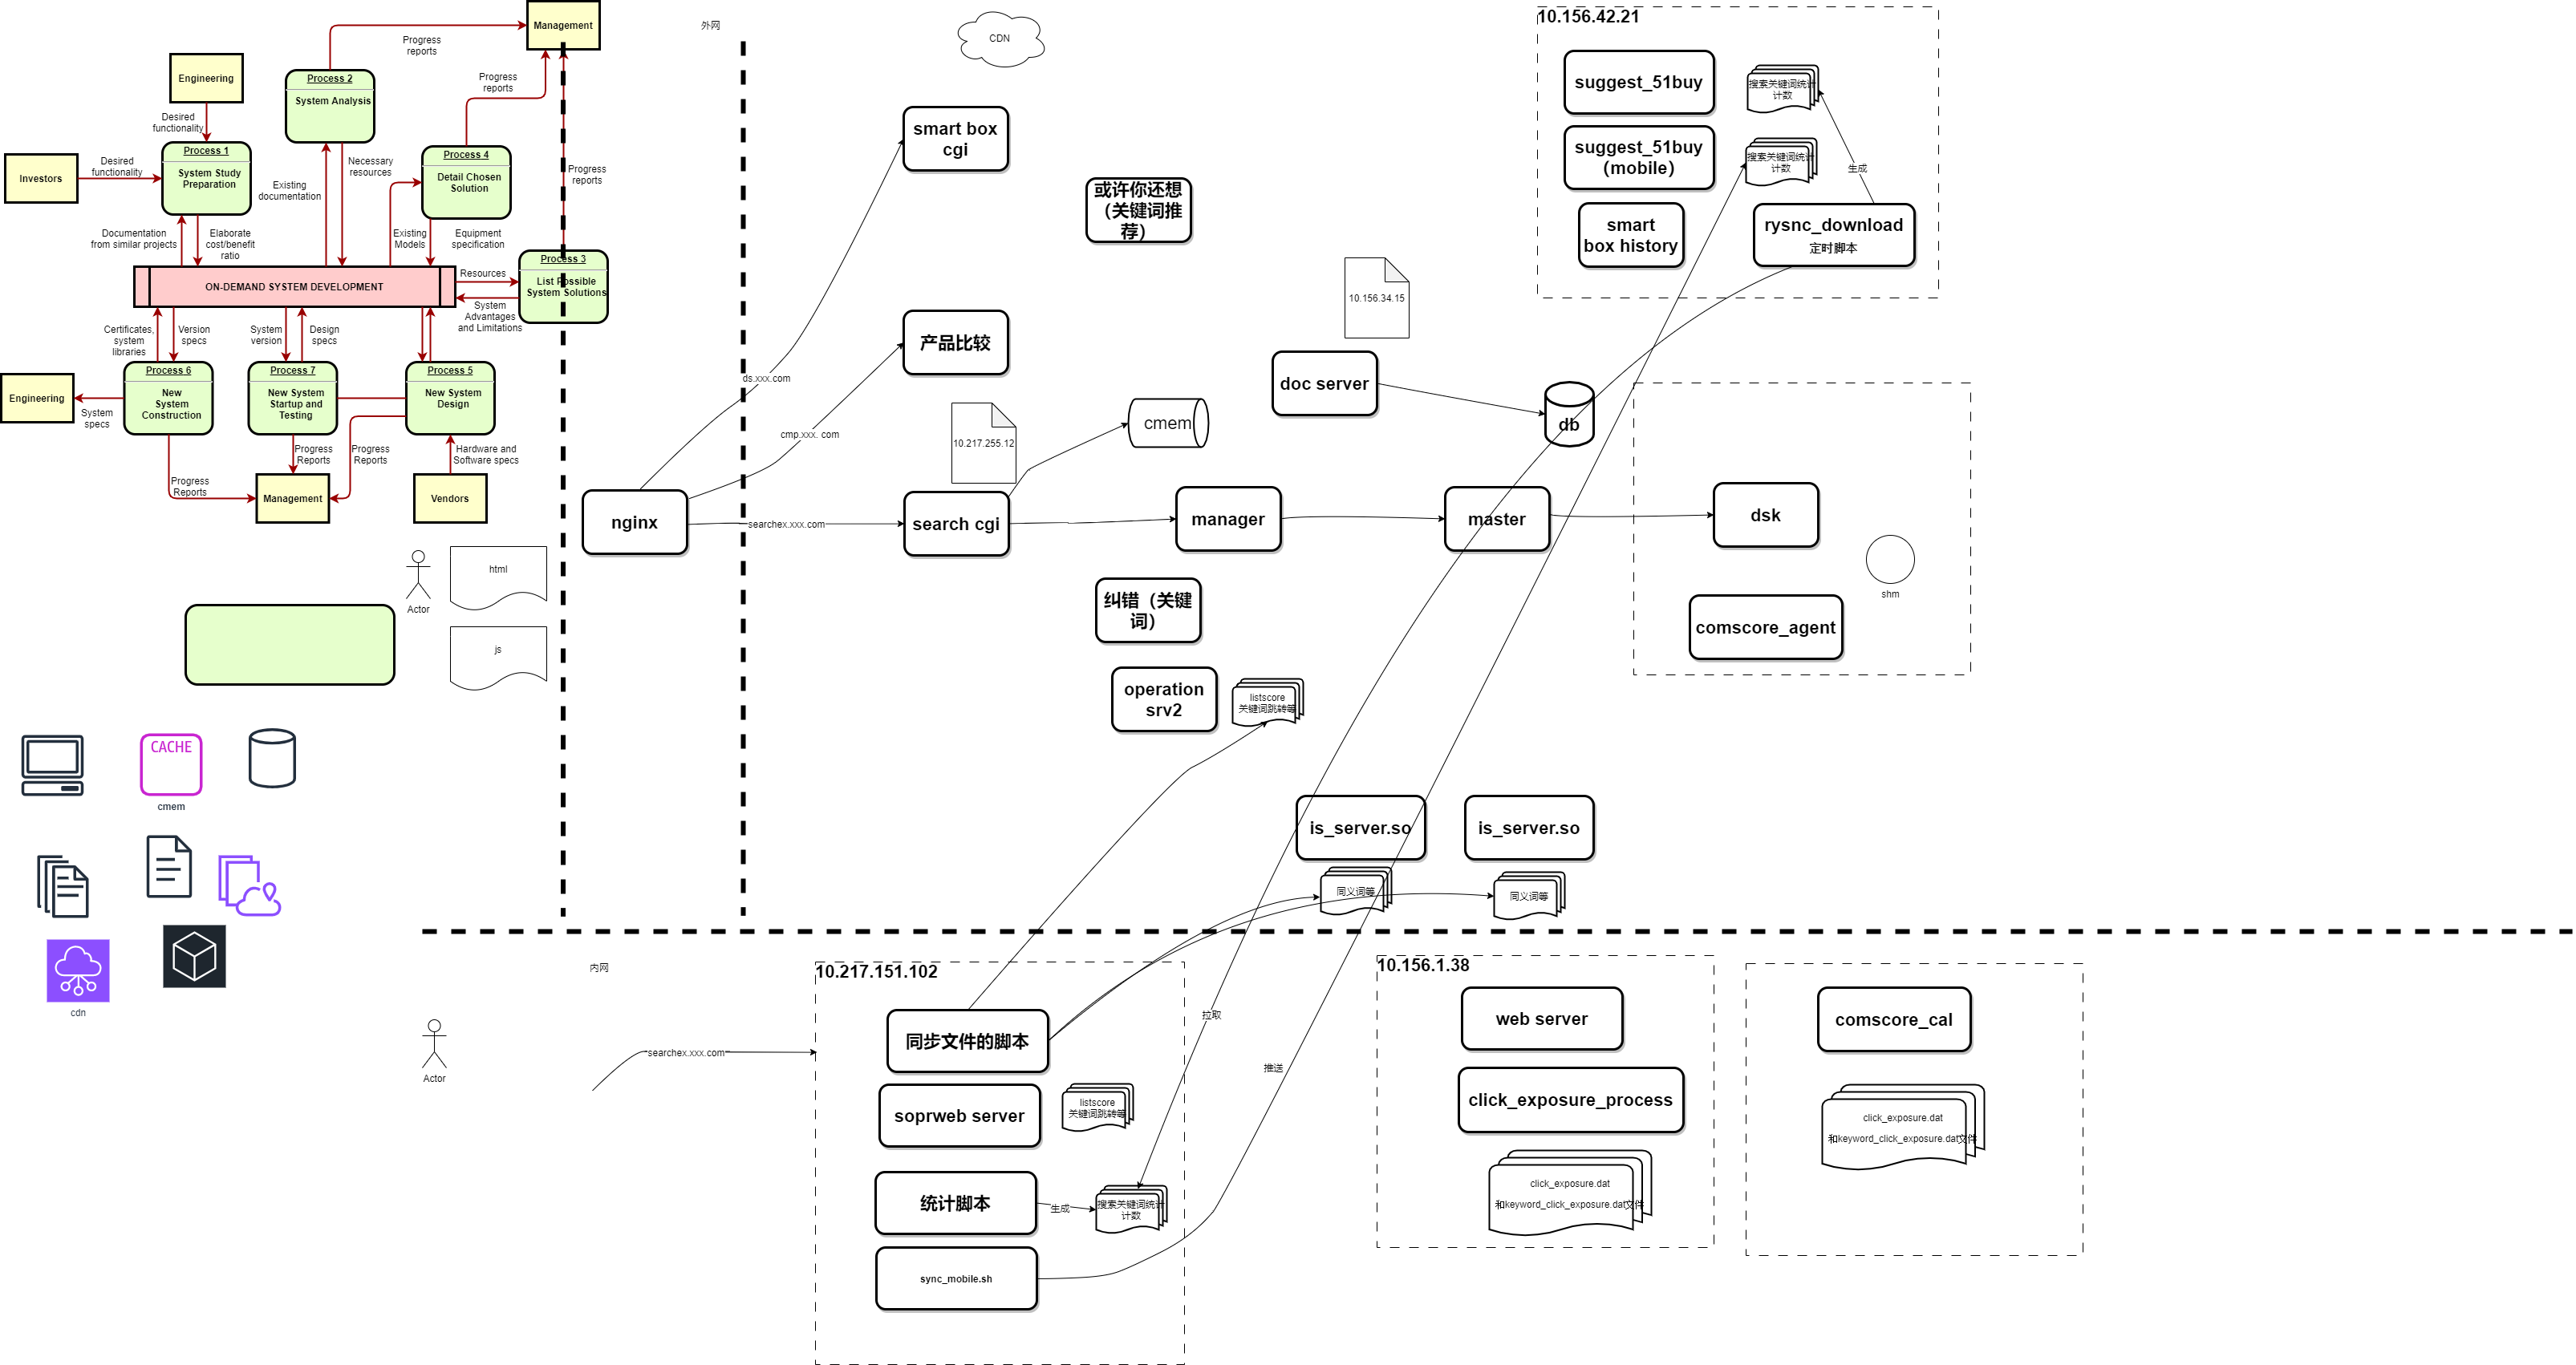 Management
Progress
reports
Engineering
Process 2
System Analysis
Progress
reports
Desired
functionality
Process 1
System Study
Preparation
Investors
Desired
functionality
Existing
documentation
Necessary
resources
Process 4
Detail Chosen
Solution
Progress
reports
Documentation
from similar projects
Elaborate
cost/benefit
ratio
Existing
Models
Equipment
specification
ON-DEMAND SYSTEM DEVELOPMENT
Resources
System
Advantages
and Limitations
Process 3
List Possible
System Solutions
Certificates,
system
libraries
Version
specs
System
version
Design
specs
Engineering
System
specs
Process 6
New
System
Construction
Process 7
New System
Startup and
Testing
Process 5
New System
Design
Progress
Reports
Progress
Reports
Progress
Reports
Hardware and
Software specs
Management
Vendors
Actor
html
js
CACHE
cmem
cdn
外网
CDN
smart box
cgi
或许你还想
（关键词推
荐）
产品比较
ds.xxx.com
cmp.xxx. com
searchex.xxx.com
nginx
10.217.255.12
cmem
search cgi
manager
master
10.156.34.15
doc server
db
dsk
shm
comscore_agent
10.156.42.21
suggest_51buy
搜索关键词统计
计数
suggest_51buy
（mobile）
搜索关键词统计
计数
生成
smart
box history
rysnc_download
定时脚本
纠错（关键
词）
operation
srv2
listscore
关键词跳转等
is_server.so
is_server.so
同义词等
同义词等
内网
Actor
searchex.xxx.com
10.217.151.102
同步文件的脚本
soprweb server
listscore
关键词跳转等
统计脚本
生成
搜索关键词统计
计数
sync_mobile.sh
拉取
推送
10.156.1.38
web server
click_exposure_process
click_exposure.dat
和keyword_click_exposure.dat文件
comscore_cal
click_exposure.dat
和keyword_click_exposure.dat文件